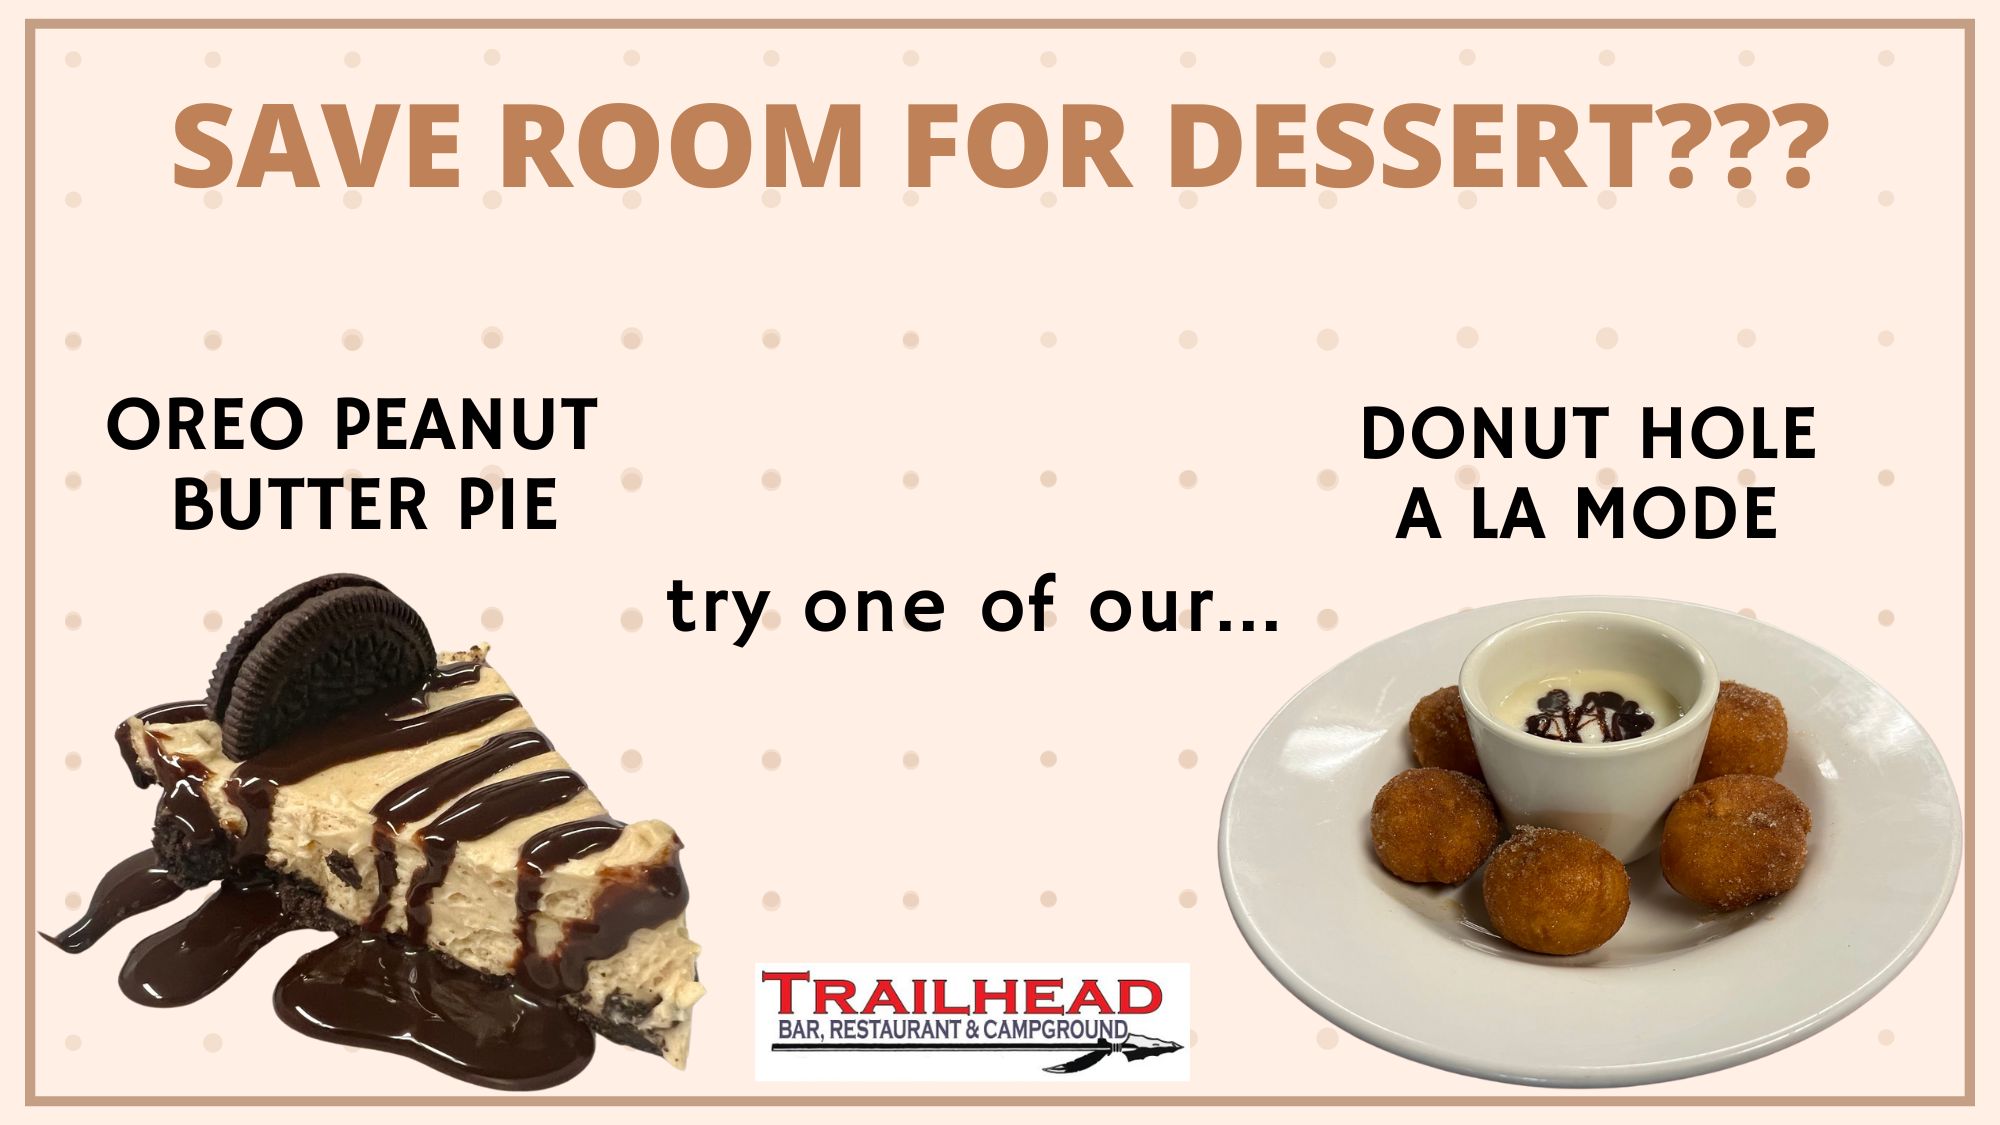 SAVE ROOM FOR DESSERT???
OREO PEANUT
BUTTER PIE
DONUT HOLE
A LA MODE
try one of our...
TRAILHEAD
BAR, RESTAURANT & CAMPGROUND